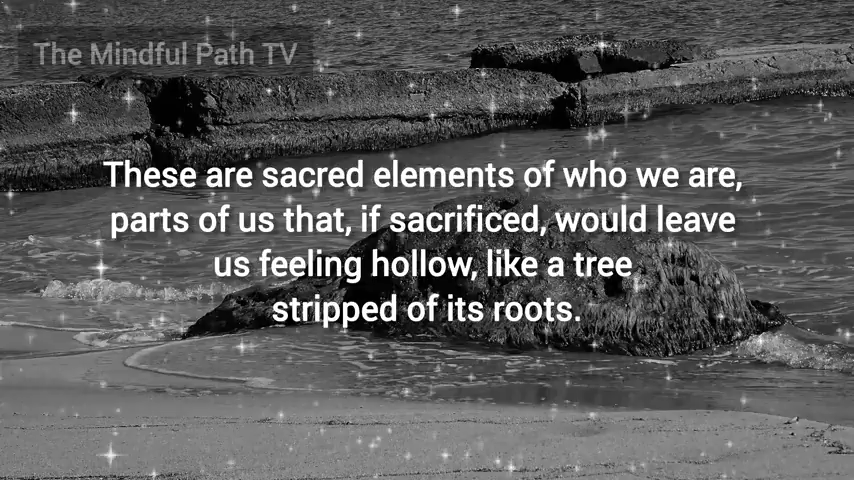 The Mindful Path TV
These are sacred elements of who we are,
parts of us that, if sacrificed, would leave
us feeling hollow, like a tree
stripped of its roots.